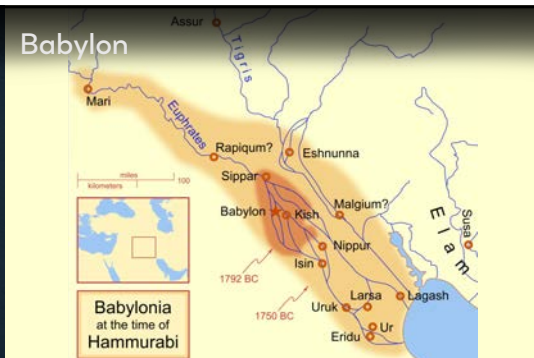 Babylon
Assur
Tigris
Mari
Euphrates
Rapiqum?
Eshnunna
miles
kilometers
100
Sippar
Babylon
Kish
Malgium?
Elam
Susa
Nippur
Isin
1792 BC
1750 BC
Babylonia
at the time of
Hammurabi
Uruk
Larsa
Lagash
Ur
Eridu